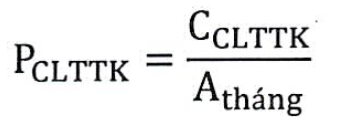 P_CLTTK = C_CLTTK / A_tháng